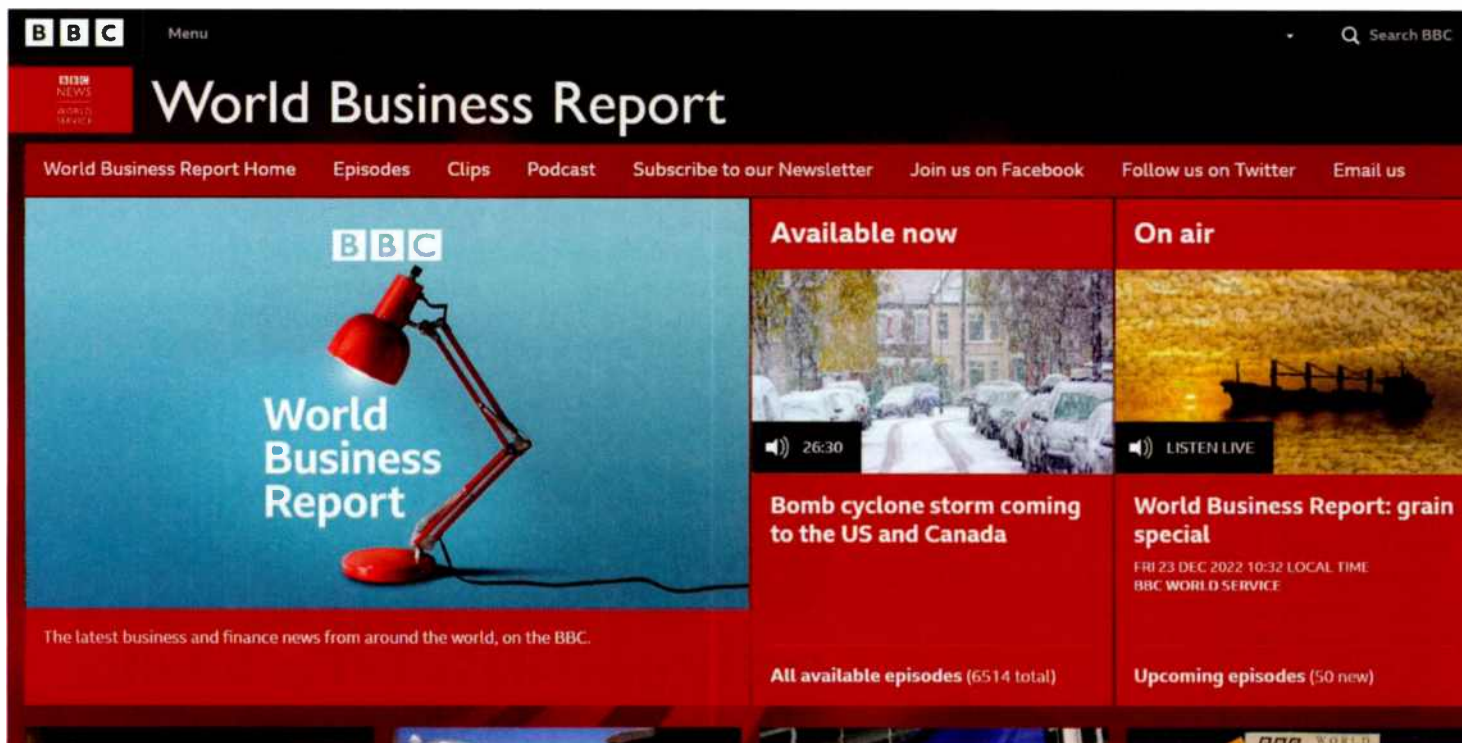 BBC
Menu
Search BBC
BBC
NEWS
WORLD
SERVICE
World Business Report
World Business Report Home
Episodes
Clips
Podcast
Subscribe to our Newsletter
Join us on Facebook
Follow us on Twitter
Email us
BBC
World
Business
Report
The latest business and finance news from around the world, on the BBC.
Available now
26:30
Bomb cyclone storm coming
to the US and Canada
All available episodes (6514 total)
On air
LISTEN LIVE
World Business Report: grain
special
FRI 23 DEC 2022 10:32 LOCAL TIME
BBC WORLD SERVICE
Upcoming episodes (50 new)
BBC WORLD